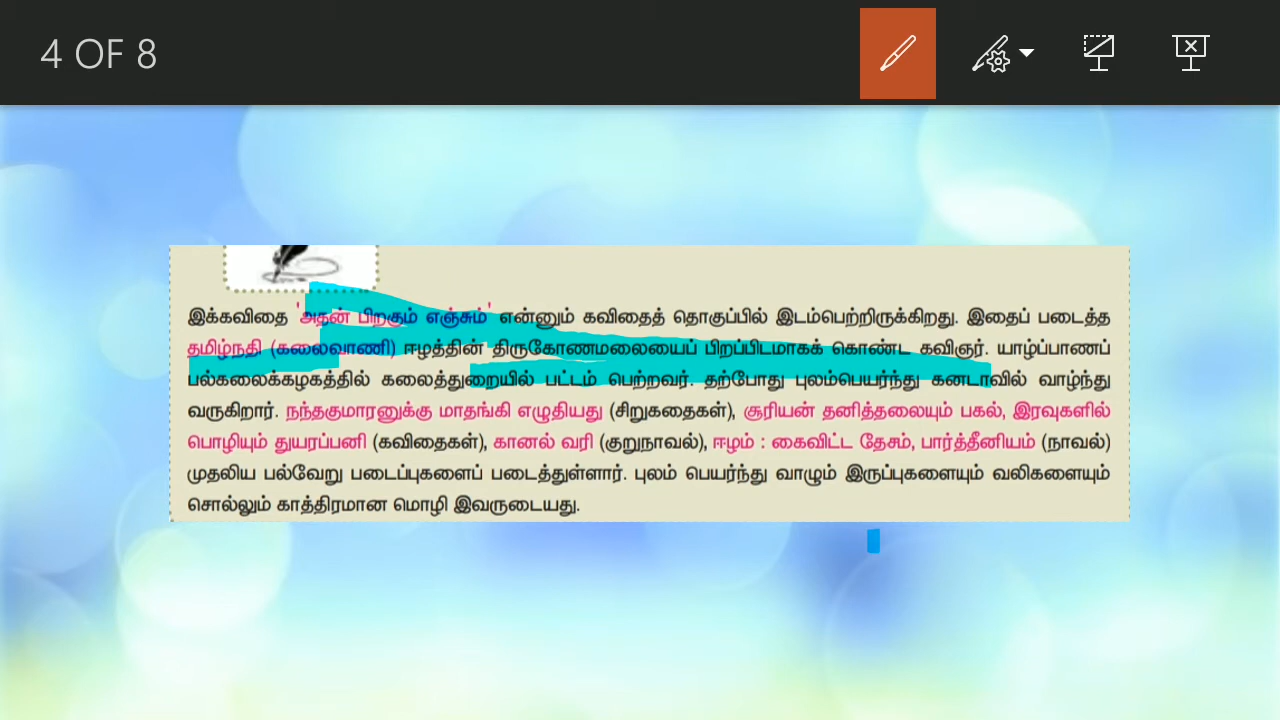 4 OF 8
இக்கவிதை 'அதன் பிறகும் எஞ்சும்' என்னும் கவிதைத் தொகுப்பில் இடம்பெற்றிருக்கிறது. இதைப் படைத்த
தமிழ்நதி (கலைவாணி) ஈழத்தின் திருகோணமலையைப் பிறப்பிடமாகக் கொண்ட கவிஞர். யாழ்ப்பாணப்
பல்கலைக்கழகத்தில் கலைத்துறையில் பட்டம் பெற்றவர். தற்போது புலம்பெயர்ந்து கனடாவில் வாழ்ந்து
வருகிறார். நந்தகுமாரனுக்கு மாதங்கி எழுதியது (சிறுகதைகள்), சூரியன் தனித்தலையும் பகல், இரவுகளில்
பொழியும் துயரப்பனி (கவிதைகள்), கானல் வரி (குறுநாவல்), ஈழம் : கைவிட்ட தேசம், பார்த்தீனியம் (நாவல்)
முதலிய பல்வேறு படைப்புகளைப் படைத்துள்ளார். புலம் பெயர்ந்து வாழும் இருப்புகளையும் வலிகளையும்
சொல்லும் காத்திரமான மொழி இவருடையது.